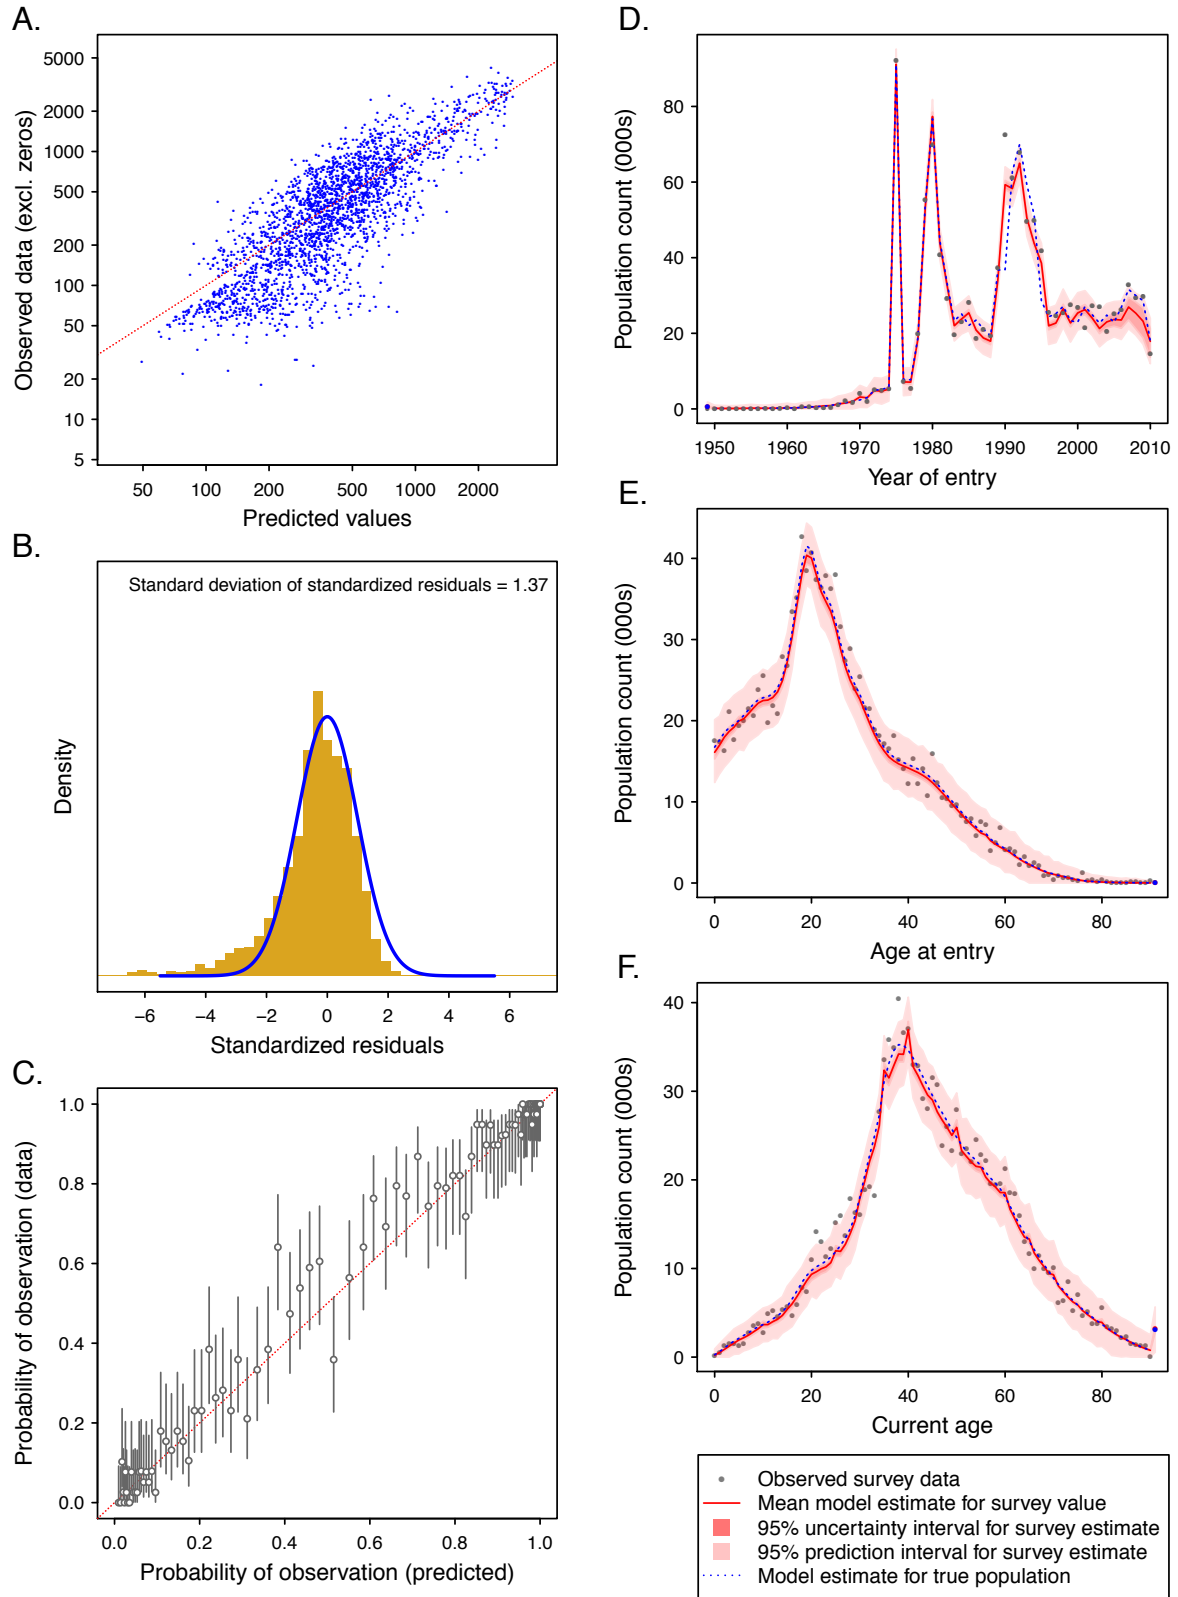 A.
5000
2000
1000
500
200
100
50
20
10
5
Observed data (excl. zeros)
50 100 200 500 1000 2000
Predicted values
B.
Standard deviation of standardized residuals = 1.37
Density
−6 −4 −2 0 2 4 6
Standardized residuals
C.
1.0
0.8
0.6
0.4
0.2
0.0
Probability of observation (data)
0.0 0.2 0.4 0.6 0.8 1.0
Probability of observation (predicted)
D.
80
60
40
20
0
Population count (000s)
1950 1960 1970 1980 1990 2000 2010
Year of entry
E.
40
30
20
10
0
Population count (000s)
0 20 40 60 80
Age at entry
F.
40
30
20
10
0
Population count (000s)
0 20 40 60 80
Current age
Observed survey data
Mean model estimate for survey value
95% uncertainty interval for survey estimate
95% prediction interval for survey estimate
Model estimate for true population